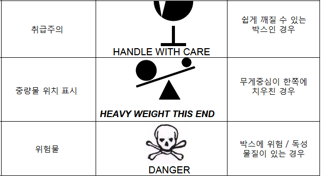 취급주의
HANDLE WITH CARE
쉽게 깨질 수 있는
박스인 경우
중량물 위치 표시
HEAVY WEIGHT THIS END
무게중심이 한쪽에
치우친 경우
위험물
DANGER
박스에 위험 / 독성
물질이 있는 경우